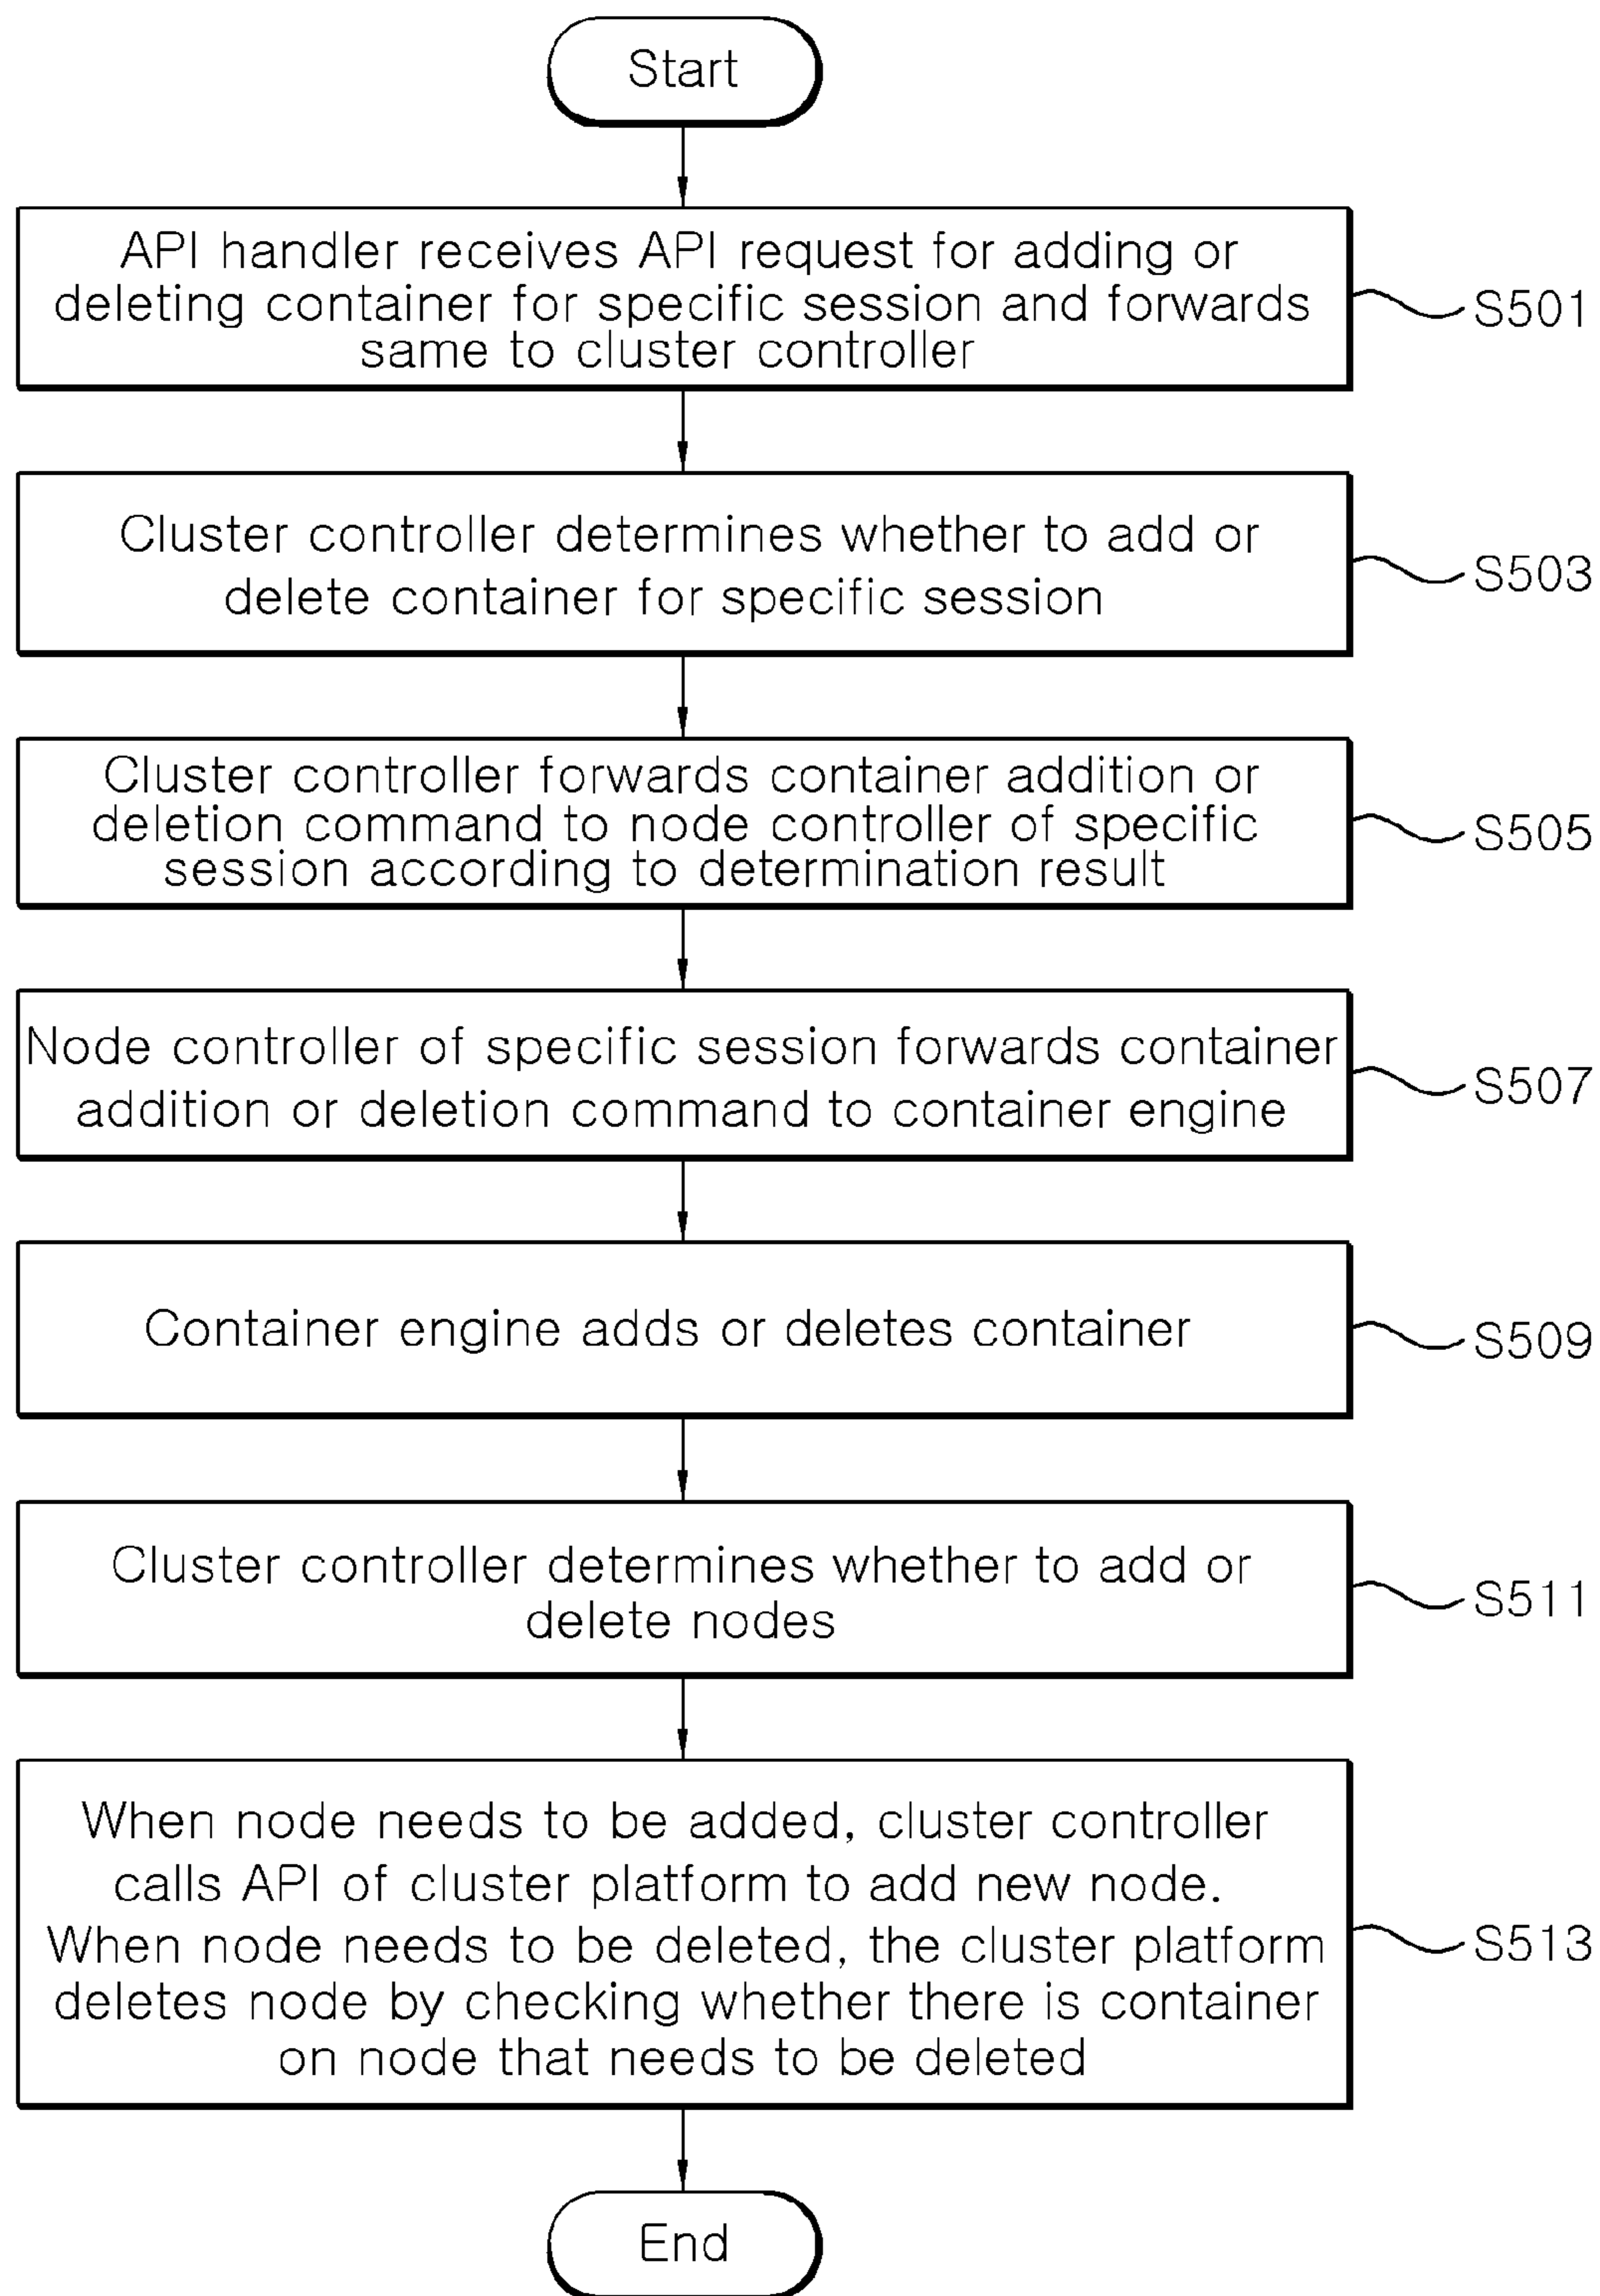 Start
API handler receives API request for adding or
deleting container for specific session and forwards
same to cluster controller
S501
Cluster controller determines whether to add or
delete container for specific session
S503
Cluster controller forwards container addition or
deletion command to node controller of specific
session according to determination result
S505
Node controller of specific session forwards container
addition or deletion command to container engine
S507
Container engine adds or deletes container
S509
Cluster controller determines whether to add or
delete nodes
S511
When node needs to be added, cluster controller
calls API of cluster platform to add new node.
When node needs to be deleted, the cluster platform
deletes node by checking whether there is container
on node that needs to be deleted
S513
End